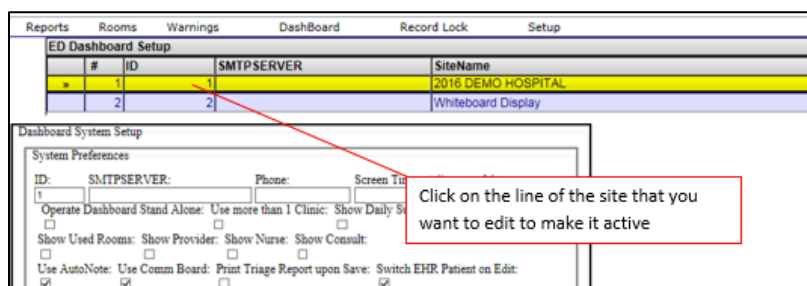 Reports Rooms Warnings DashBoard Record Lock Setup
ED Dashboard Setup
# ID SMTPSERVER SiteName
» 1 1 2016 DEMO HOSPITAL
2 2 Whiteboard Display
Dashboard System Setup
System Preferences
ID: SMTPSERVER: Phone: Screen
1
Click on the line of the site that you
want to edit to make it active
Operate Dashboard Stand Alone: Use more than 1 Clinic: Show Daily
Show Used Rooms: Show Provider: Show Nurse: Show Consult:
Use AutoNote: Use Comm Board: Print Triage Report upon Save: Switch EHR Patient on Edit: